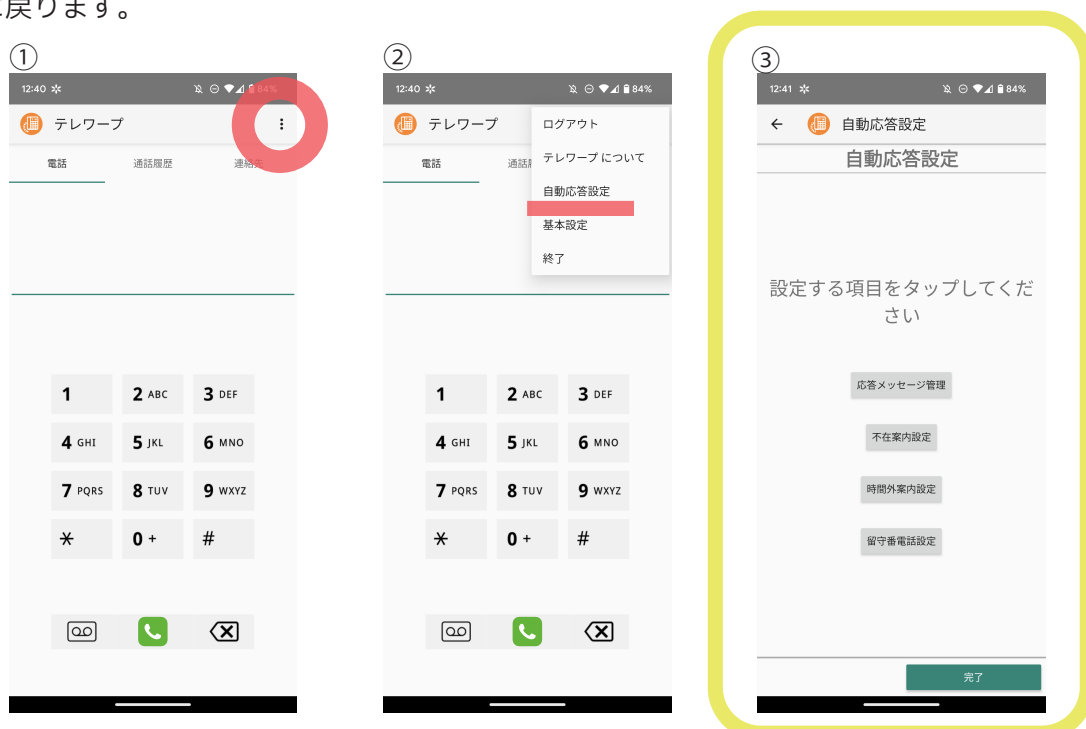 に戻ります。
①
12:40
84%
テレワープ
電話 通話履歴 連絡先
1 2 ABC 3 DEF
4 GHI 5 JKL 6 MNO
7 PQRS 8 TUV 9 WXYZ
* 0 + #
②
12:40
84%
テレワープ
電話 通話
ログアウト
テレワープ について
自動応答設定
基本設定
終了
1 2 ABC 3 DEF
4 GHI 5 JKL 6 MNO
7 PQRS 8 TUV 9 WXYZ
* 0 + #
③
12:41
84%
自動応答設定
自動応答設定
設定する項目をタップしてくだ
さい
応答メッセージ管理
不在案内設定
時間外案内設定
留守番電話設定
完了